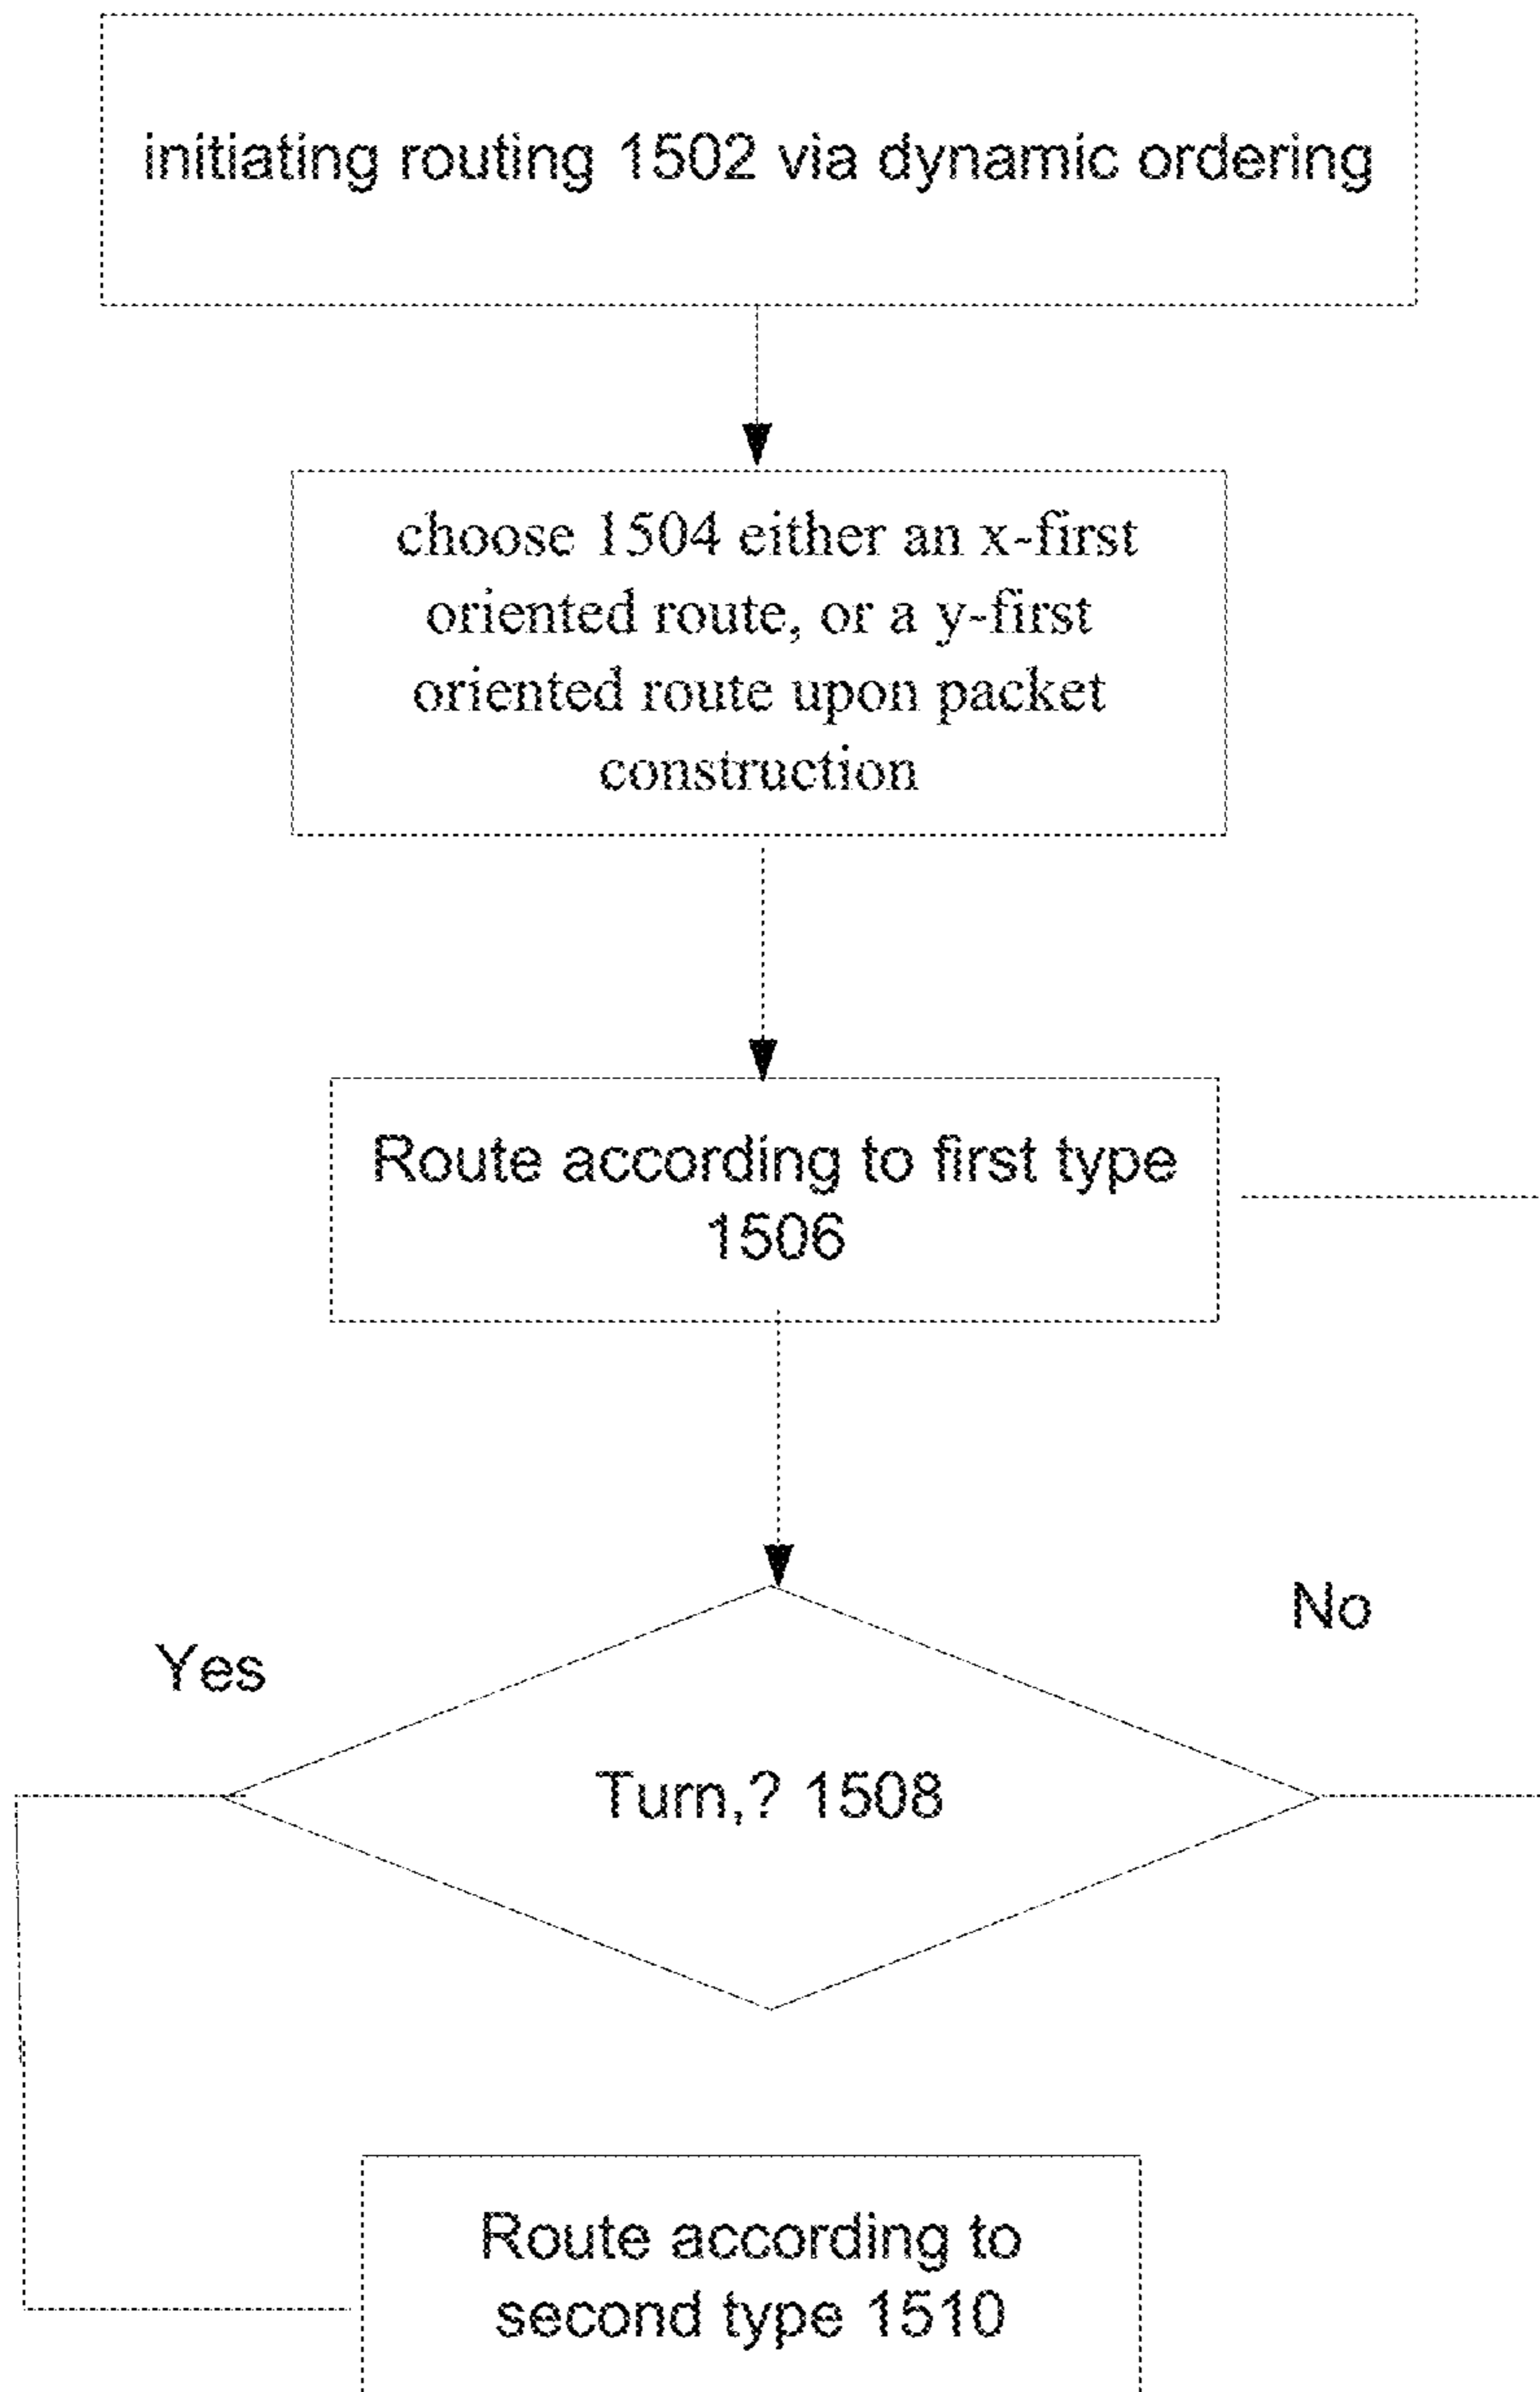 initiating routing 1502 via dynamic ordering
choose 1504 either an x-first
oriented route, or a y-first
oriented route upon packet
construction
Route according to first type
1506
No
Yes
Turn,? 1508
Route according to
second type 1510